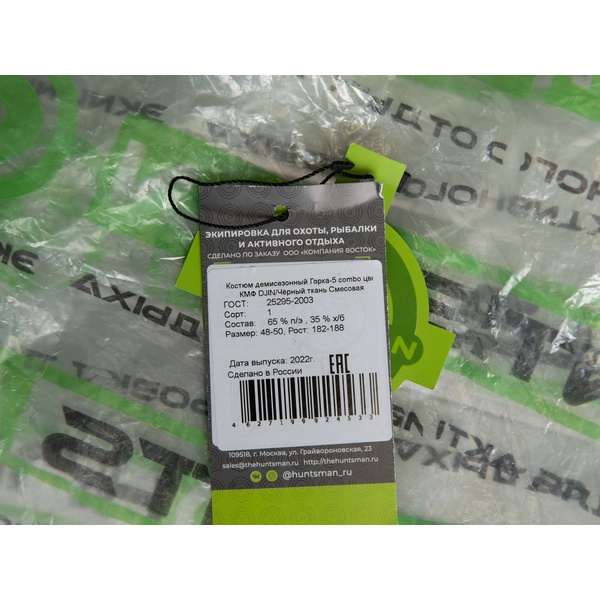 ЭКИПИРОВКА ДЛЯ ОХОТЫ, РЫБАЛКИ
И АКТИВНОГО ОТДЫХА
СДЕЛАНО ПО ЗАКАЗУ ООО «КОМПАНИЯ ВОСТОК»
Костюм демисезонный Горка-5 combo цве
КМФ DJIN/Чёрный ткань Смесовая
ГОСТ: 25295-2003
Сорт: 1
Состав: 65 % п/э , 35 % х/б
Размер: 48-50, Рост: 182-188
Дата выпуска: 2022г.
Сделано в России
EAC
4627199924533
109518, г. Москва, ул. Грайвороновская, 23
sales@thehuntsman.ru http://thehuntsman.ru
@huntsman_ru